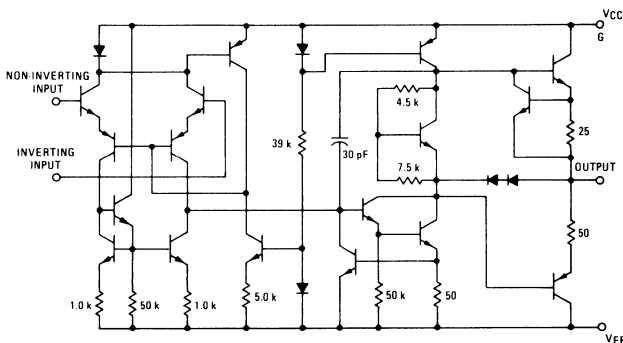 VCC
G
NON-INVERTING
INPUT
4.5 k
39 k
25
30 pF
INVERTING
INPUT
7.5 k
OUTPUT
50
1.0 k
50 k
1.0 k
5.0 k
50 k
50
VEE